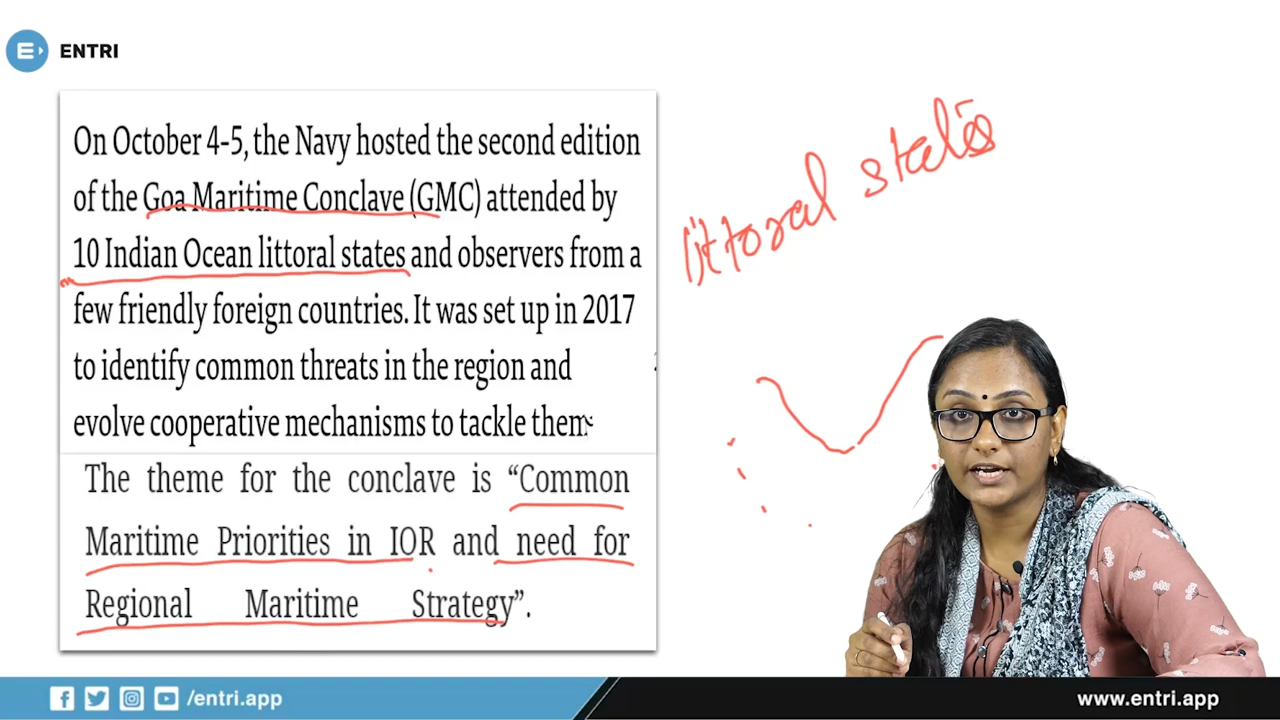 ENTRI
On October 4-5, the Navy hosted the second edition
of the Goa Maritime Conclave (GMC) attended by
10 Indian Ocean littoral states and observers from a
few friendly foreign countries. It was set up in 2017
to identify common threats in the region and
evolve cooperative mechanisms to tackle them
The theme for the conclave is “Common
Maritime Priorities in IOR and need for
Regional Maritime Strategy”.
littoral states
/entri.app
www.entri.app